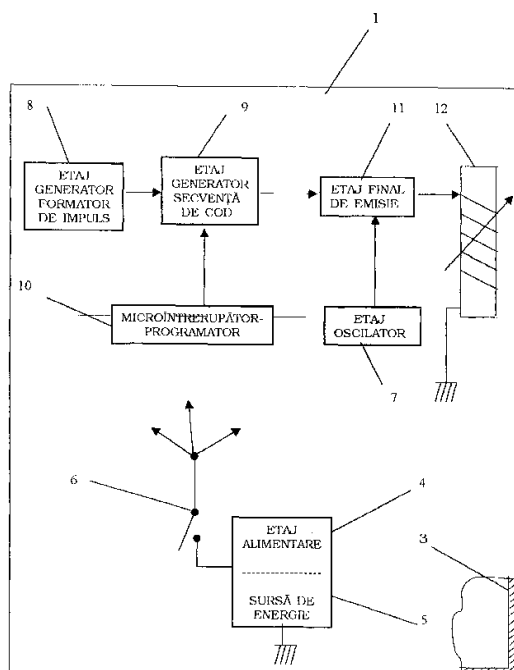 1
8
9
11
12
ETAJ
GENERATOR
FORMATOR
DE IMPULS
ETAJ
GENERATOR
SECVENŢĂ
DE COD
ETAJ FINAL
DE EMISIE
10
MICROÎNTRERUPĂTOR-
PROGRAMATOR
ETAJ
OSCILATOR
7
6
4
ETAJ
ALIMENTARE
3
SURSĂ DE
ENERGIE
5